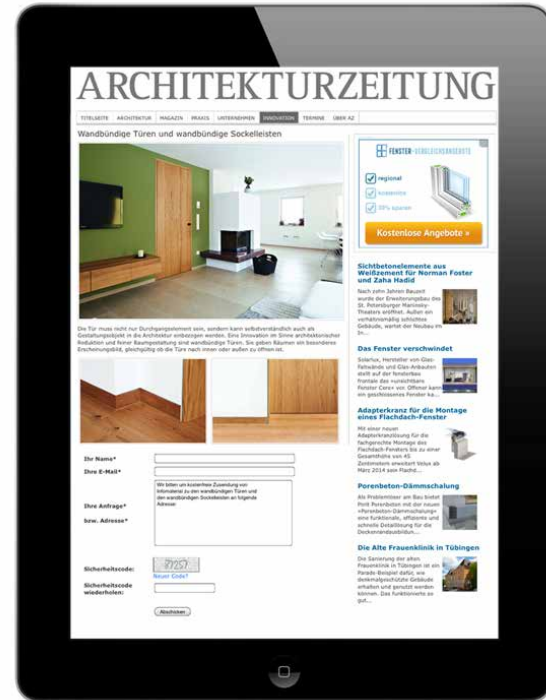 ARCHITEKTURZEITUNG
TITELSEITE ARCHITEKTUR MAGAZIN PRAXIS UNTERNEHMEN INNOVATION TERMINE ÜBER AZ
Wandbündige Türen und wandbündige Sockelleisten
Die Tür muss nicht nur Durchgangselement sein, sondern kann selbstverständlich auch als
Gestaltungsobjekt in die Architektur einbezogen werden. Eine Innovation im Sinne architektonischer
Reduktion und feiner Raumgestaltung sind wandbündige Türen. Sie geben Räumen ein besonderes
Erscheinungsbild, gleichgültig ob die Türe nach innen oder außen zu öffnen ist.
Ihr Name*
Ihre E-Mail*
Ihre Anfrage*
bzw. Adresse*
Wir bitten um kostenfreie Zusendung von
Infomaterial zu den wandbündigen Türen und
den wandbündigen Sockelleisten an folgende
Adresse:
Sicherheitscode:
Neuer Code?
Sicherheitscode
wiederholen:
Abschicken
FENSTER-VERGLEICHSANGEBOTE
regional
kostenlos
30% sparen
Kostenlose Angebote »
Sichtbetonelemente aus
Weißzement für Norman Foster
und Zaha Hadid
Nach zehn Jahren Bauzeit
wurde der Erweiterungsbau des
St. Petersburger Mariinsky-
Theaters eröffnet. Außen ein
verhältnismäßig schlichtes
Gebäude, wartet der Neubau im
In...
Das Fenster verschwindet
Solarlux, Hersteller von Glas-
Faltwände und Glas-Anbauten
stellt auf der fensterbau
frontale das »unsichtbare
Fenster Cero« vor. Offener kann
ein geschlossenes Fenster ka...
Adapterkranz für die Montage
eines Flachdach-Fenster
Mit einer neuen
Adapterkranzlösung für die
fachgerechte Montage des
Flachdach-Fensters bis zu einer
Gesamthöhe von 45
Zentimetern erweitert Velux ab
März 2014 sein Flachd...
Porenbeton-Dämmschalung
Als Problemlöser am Bau bietet
Porit Porenbeton mit der neuen
»Porenbeton-Dämmschalung«
eine funktionale, effiziente und
schnelle Detaillösung für die
Deckenrandausbildun...
Die Alte Frauenklinik in Tübingen
Die Sanierung der alten
Frauenklinik in Tübingen ist ein
Parade-Beispiel dafür, wie
denkmalgeschützte Gebäude
erhalten und genutzt werden
können. Das funktionierte so
gut...